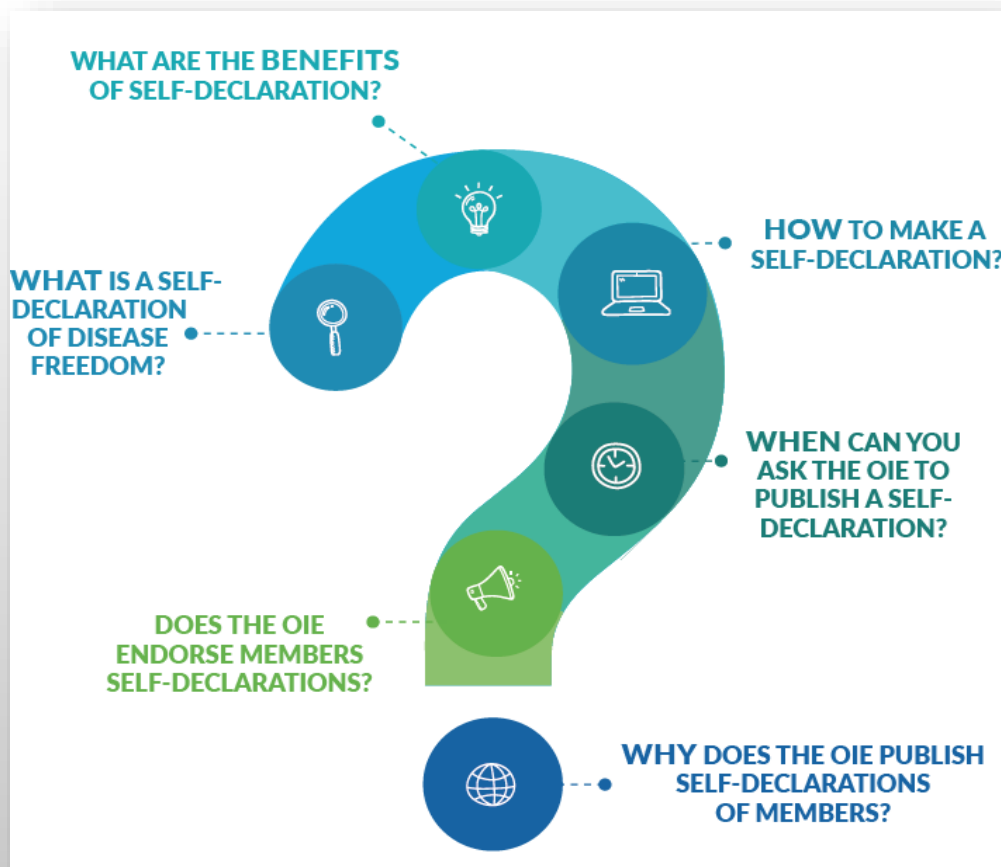 WHAT ARE THE BENEFITS
OF SELF-DECLARATION?
HOW TO MAKE A
SELF-DECLARATION?
WHAT IS A SELF-
DECLARATION
OF DISEASE
FREEDOM?
WHEN CAN YOU
ASK THE OIE TO
PUBLISH A SELF-
DECLARATION?
DOES THE OIE
ENDORSE MEMBERS
SELF-DECLARATIONS?
WHY DOES THE OIE PUBLISH
SELF-DECLARATIONS
OF MEMBERS?